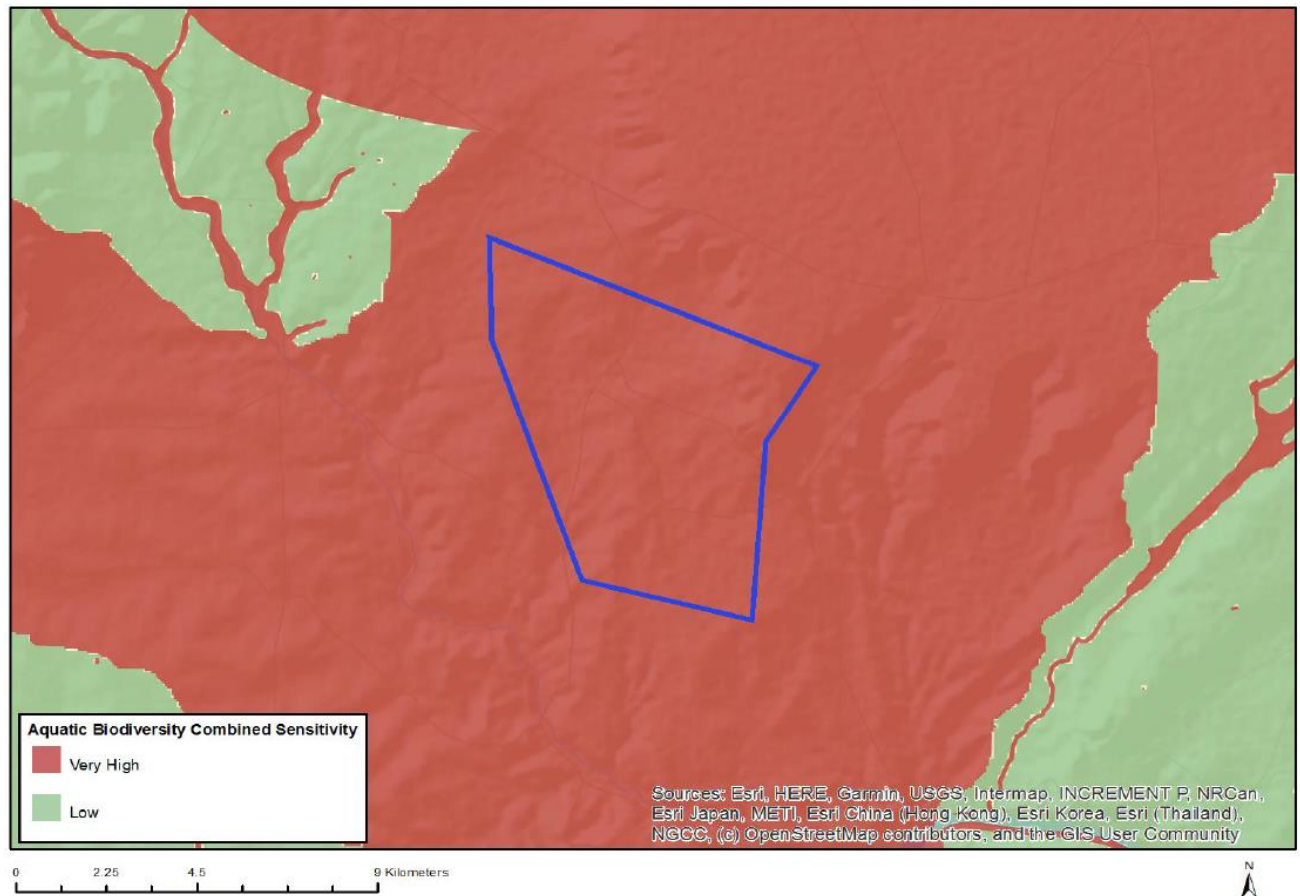 Aquatic Biodiversity Combined Sensitivity
Very High
Low
Sources: Esri, HERE, Garmin, USGS, Intermap, INCREMENT P, NRCan,
Esri Japan, METI, Esri China (Hong Kong), Esri Korea, Esri (Thailand),
NGCC, (c) OpenStreetMap contributors, and the GIS User Community
0 2.25 4.5 9 Kilometers
N